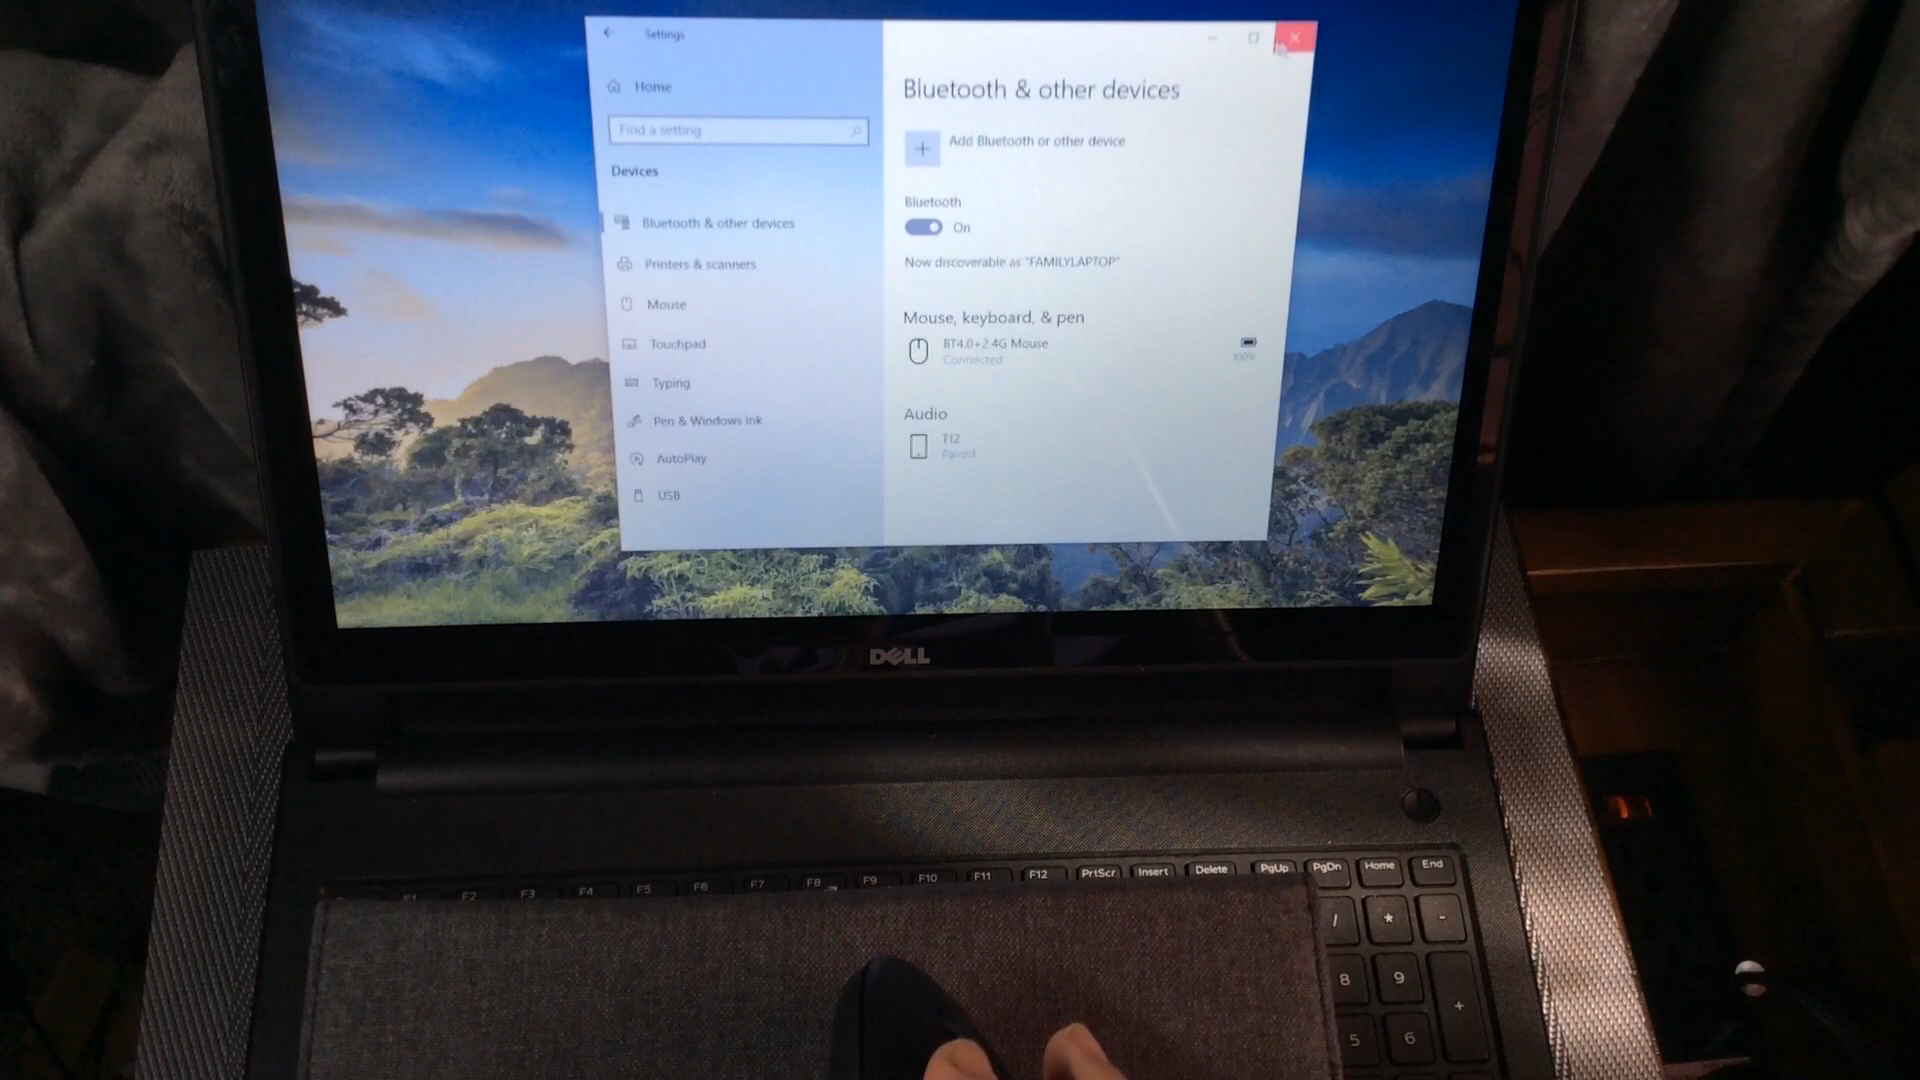 Settings
Home
Find a setting
Devices
Bluetooth & other devices
Printers & scanners
Mouse
Touchpad
Typing
Pen & Windows Ink
AutoPlay
USB
Bluetooth & other devices
+
Add Bluetooth or other device
Bluetooth
On
Now discoverable as "FAMILYLAPTOP"
Mouse, keyboard, & pen
BT4.0+2.4G Mouse
Connected
100%
Audio
T12
Paired
DELL
F1 F2 F3 F4 F5 F6 F7 F8 F9 F10 F11 F12 PrtScr Insert Delete PgUp PgDn Home End
/ * -
8 9 +
5 6